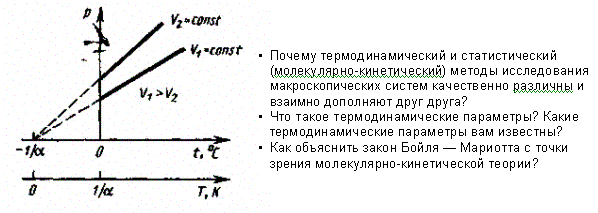 p
V₂=const
V₁=const
V₁>V₂
-1/α
0
t, °C
0
1/α
T, K
• Почему термодинамический и статистический
(молекулярно-кинетический) методы исследования
макроскопических систем качественно различны и
взаимно дополняют друг друга?
• Что такое термодинамические параметры? Какие
термодинамические параметры вам известны?
• Как объяснить закон Бойля — Мариотта с точки
зрения молекулярно-кинетической теории?